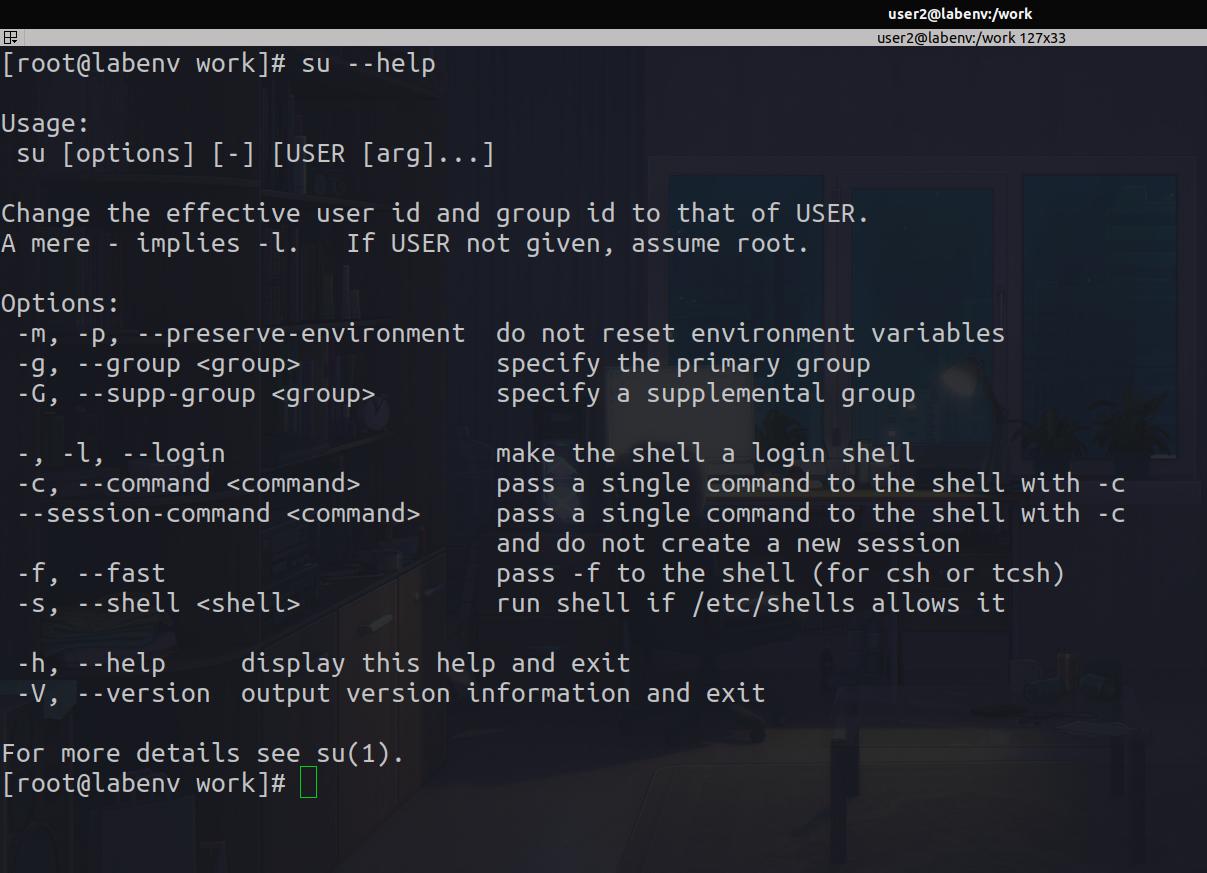 user2@labenv:/work
user2@labenv:/work 127x33
[root@labenv work]# su --help
Usage:
 su [options] [-] [USER [arg]...]
Change the effective user id and group id to that of USER.
A mere - implies -l.   If USER not given, assume root.
Options:
 -m, -p, --preserve-environment  do not reset environment variables
 -g, --group <group>             specify the primary group
 -G, --supp-group <group>        specify a supplemental group
 -, -l, --login                  make the shell a login shell
 -c, --command <command>         pass a single command to the shell with -c
 --session-command <command>     pass a single command to the shell with -c
                                 and do not create a new session
 -f, --fast                      pass -f to the shell (for csh or tcsh)
 -s, --shell <shell>             run shell if /etc/shells allows it
 -h, --help     display this help and exit
 -V, --version  output version information and exit
For more details see su(1).
[root@labenv work]#